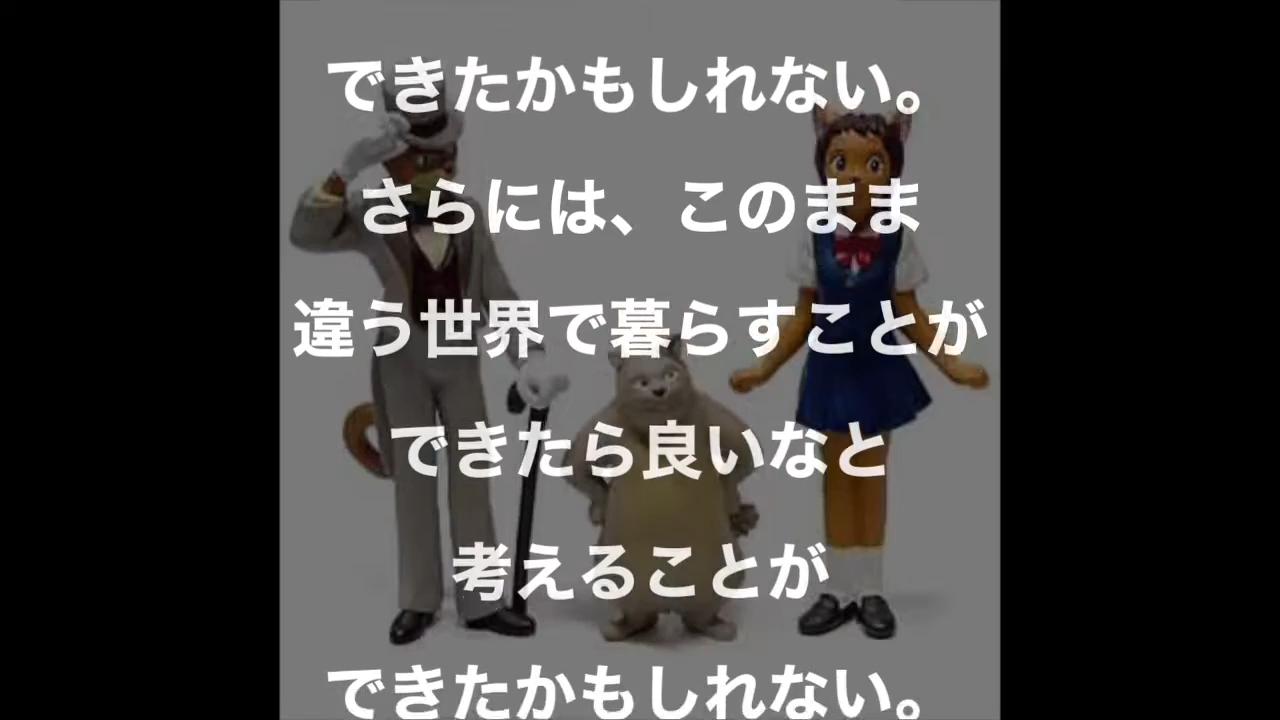 できたかもしれない。
さらには、このまま
違う世界で暮らすことが
できたら良いなと
考えることが
できたかもしれない。